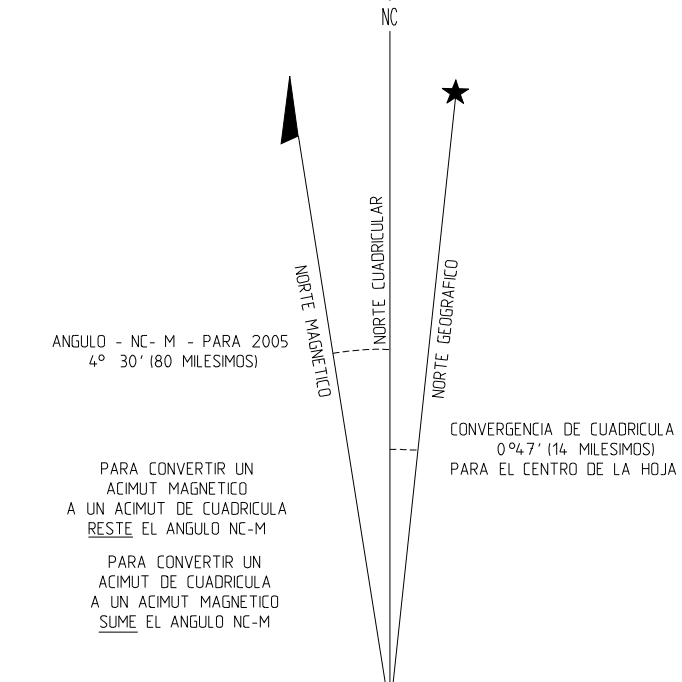 NC
NORTE MAGNETICO
NORTE CUADRICULAR
NORTE GEOGRAFICO
ANGULO - NC- M - PARA 2005
4° 30' (80 MILESIMOS)
CONVERGENCIA DE CUADRICULA
0°47' (14 MILESIMOS)
PARA EL CENTRO DE LA HOJA
PARA CONVERTIR UN
ACIMUT MAGNETICO
A UN ACIMUT DE CUADRICULA
RESTE EL ANGULO NC-M
PARA CONVERTIR UN
ACIMUT DE CUADRICULA
A UN ACIMUT MAGNETICO
SUME EL ANGULO NC-M